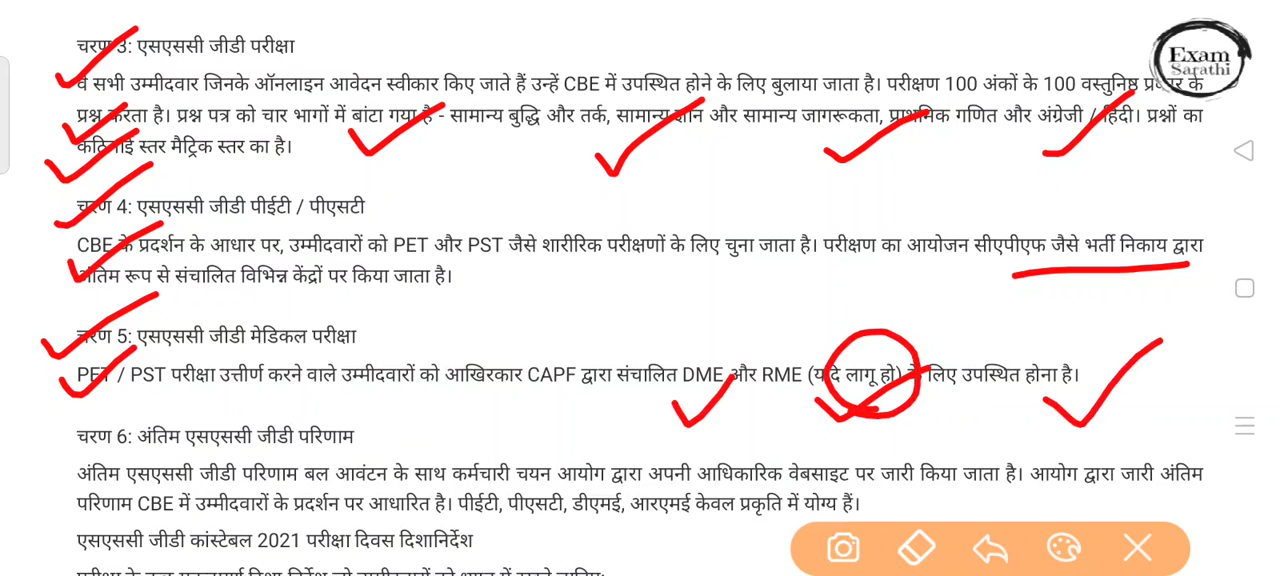 चरण 3: एसएससी जीडी परीक्षा
Exam
Sarathi
वे सभी उम्मीदवार जिनके ऑनलाइन आवेदन स्वीकार किए जाते हैं उन्हें CBE में उपस्थित होने के लिए बुलाया जाता है। परीक्षण 100 अंकों के 100 वस्तुनिष्ठ प्रकार के
प्रश्न करता है। प्रश्न पत्र को चार भागों में बांटा गया है - सामान्य बुद्धि और तर्क, सामान्य ज्ञान और सामान्य जागरूकता, प्राथमिक गणित और अंग्रेजी / हिंदी। प्रश्नों का
कठिनाई स्तर मैट्रिक स्तर का है।
चरण 4: एसएससी जीडी पीईटी / पीएसटी
CBE के प्रदर्शन के आधार पर, उम्मीदवारों को PET और PST जैसे शारीरिक परीक्षणों के लिए चुना जाता है। परीक्षण का आयोजन सीएपीएफ जैसे भर्ती निकाय द्वारा
अंतिम रूप से संचालित विभिन्न केंद्रों पर किया जाता है।
चरण 5: एसएससी जीडी मेडिकल परीक्षा
PET / PST परीक्षा उत्तीर्ण करने वाले उम्मीदवारों को आखिरकार CAPF द्वारा संचालित DME और RME (यदि लागू हो) के लिए उपस्थित होना है।
चरण 6: अंतिम एसएससी जीडी परिणाम
अंतिम एसएससी जीडी परिणाम बल आवंटन के साथ कर्मचारी चयन आयोग द्वारा अपनी आधिकारिक वेबसाइट पर जारी किया जाता है। आयोग द्वारा जारी अंतिम
परिणाम CBE में उम्मीदवारों के प्रदर्शन पर आधारित है। पीईटी, पीएसटी, डीएमई, आरएमई केवल प्रकृति में योग्य हैं।
एसएससी जीडी कांस्टेबल 2021 परीक्षा दिवस दिशानिर्देश